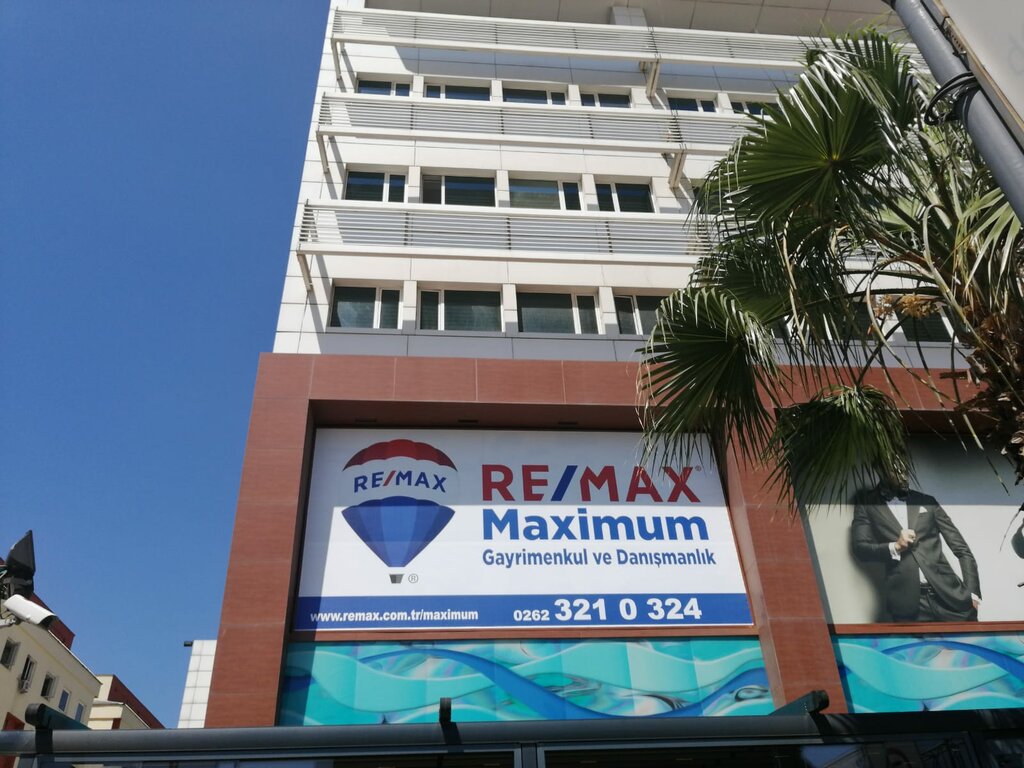 RE/MAX
RE/MAX
Maximum
Gayrimenkul ve Danışmanlık
www.remax.com.tr/maximum
0262 321 0 324